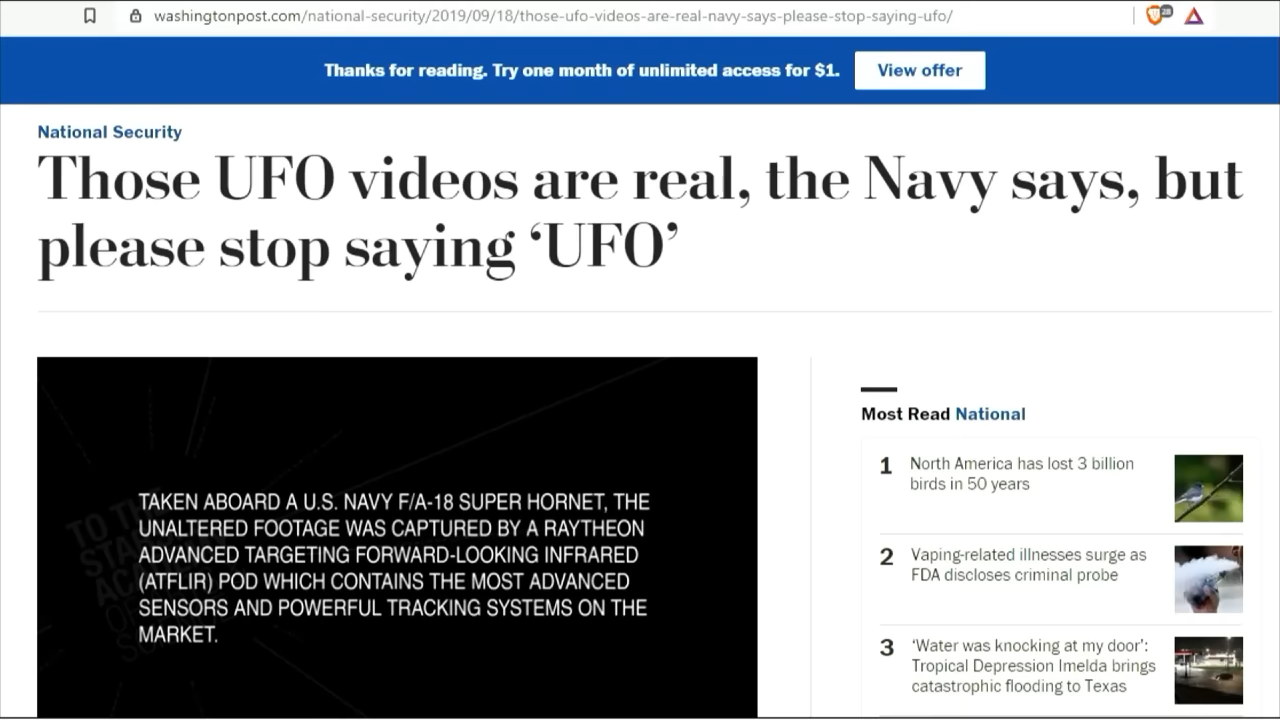 washingtonpost.com/national-security/2019/09/18/those-ufo-videos-are-real-navy-says-please-stop-saying-ufo/
Thanks for reading. Try one month of unlimited access for $1.
View offer
National Security
Those UFO videos are real, the Navy says, but
please stop saying ‘UFO’
TAKEN ABOARD A U.S. NAVY F/A-18 SUPER HORNET, THE
UNALTERED FOOTAGE WAS CAPTURED BY A RAYTHEON
ADVANCED TARGETING FORWARD-LOOKING INFRARED
(ATFLIR) POD WHICH CONTAINS THE MOST ADVANCED
SENSORS AND POWERFUL TRACKING SYSTEMS ON THE
MARKET.
TO THE
Most Read National
1
North America has lost 3 billion
birds in 50 years
2
Vaping-related illnesses surge as
FDA discloses criminal probe
3
‘Water was knocking at my door’:
Tropical Depression Imelda brings
catastrophic flooding to Texas